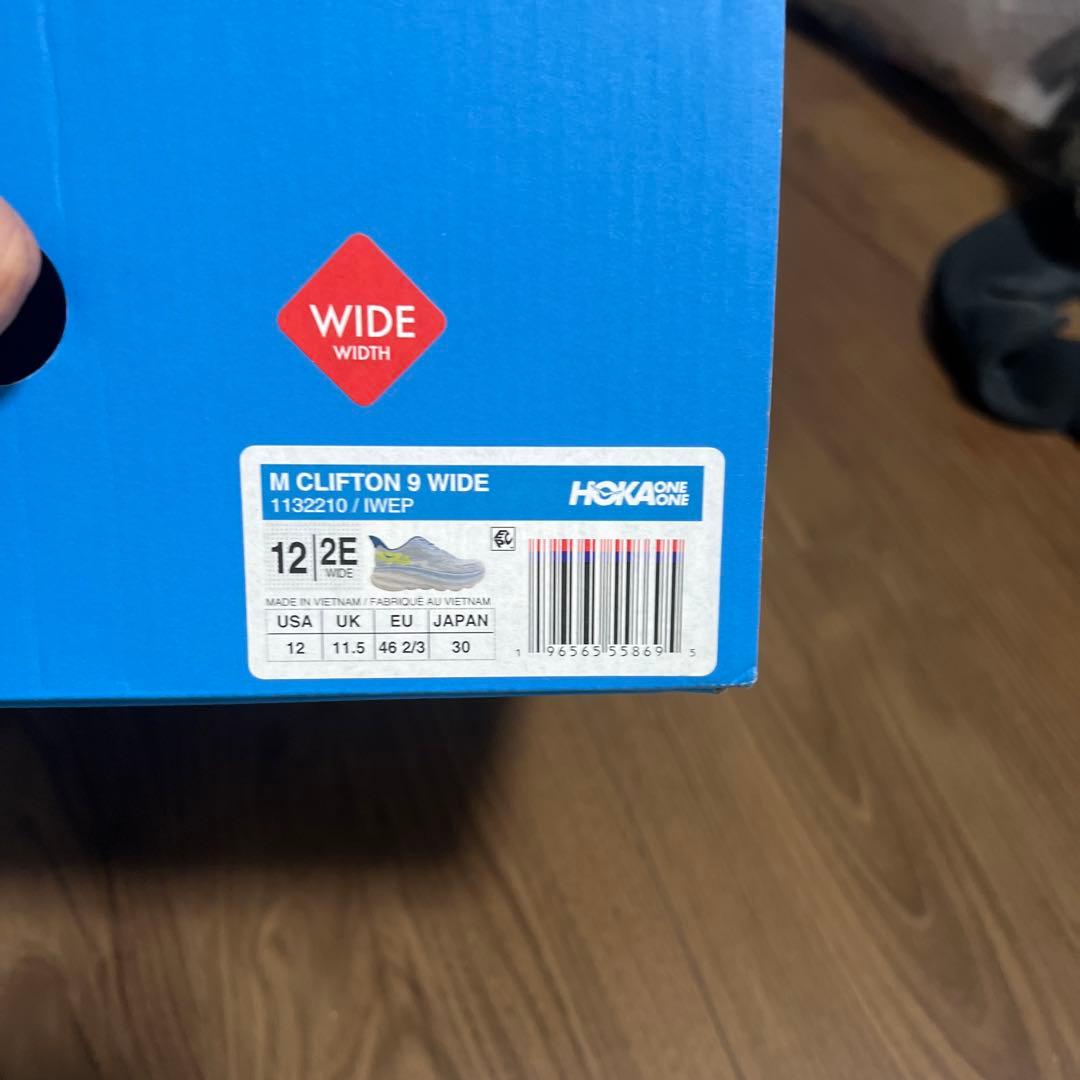 WIDE
WIDTH
M CLIFTON 9 WIDE
1132210 / IWEP
HOKA ONE ONE
12 2E
WIDE
MADE IN VIETNAM / FABRIQUÉ AU VIETNAM
USA UK EU JAPAN
12 11.5 46 2/3 30
1 96565 55869 5